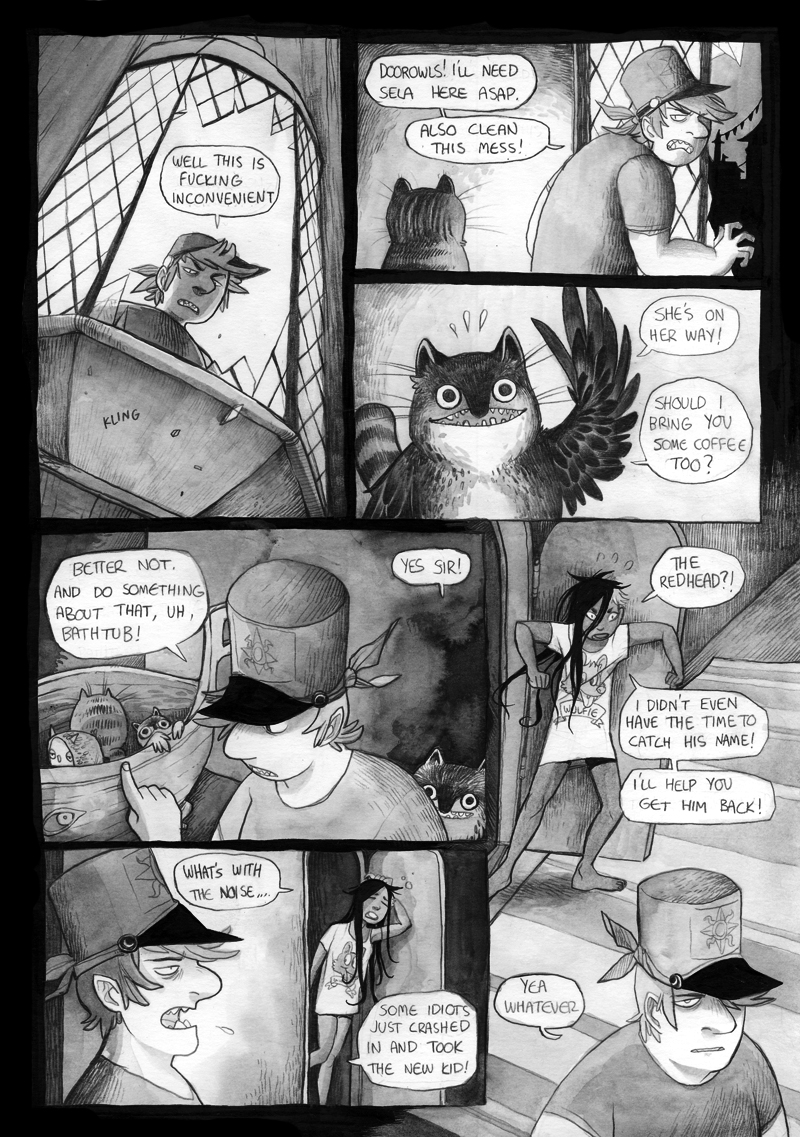 WELL THIS IS
FUCKING
INCONVENIENT
KLING
DOOROWLS! I'LL NEED
SELA HERE ASAP.
ALSO CLEAN
THIS MESS!
SHE'S ON
HER WAY!
SHOULD I
BRING YOU
SOME COFFEE
TOO?
BETTER NOT.
AND DO SOMETHING
ABOUT THAT, UH,
BATHTUB!
YES SIR!
WHAT'S WITH
THE NOISE....
SOME IDIOTS
JUST CRASHED
IN AND TOOK
THE NEW KID!
THE
REDHEAD?!
WULFIE
I DIDN'T EVEN
HAVE THE TIME TO
CATCH HIS NAME!
I'LL HELP YOU
GET HIM BACK!
YEA
WHATEVER